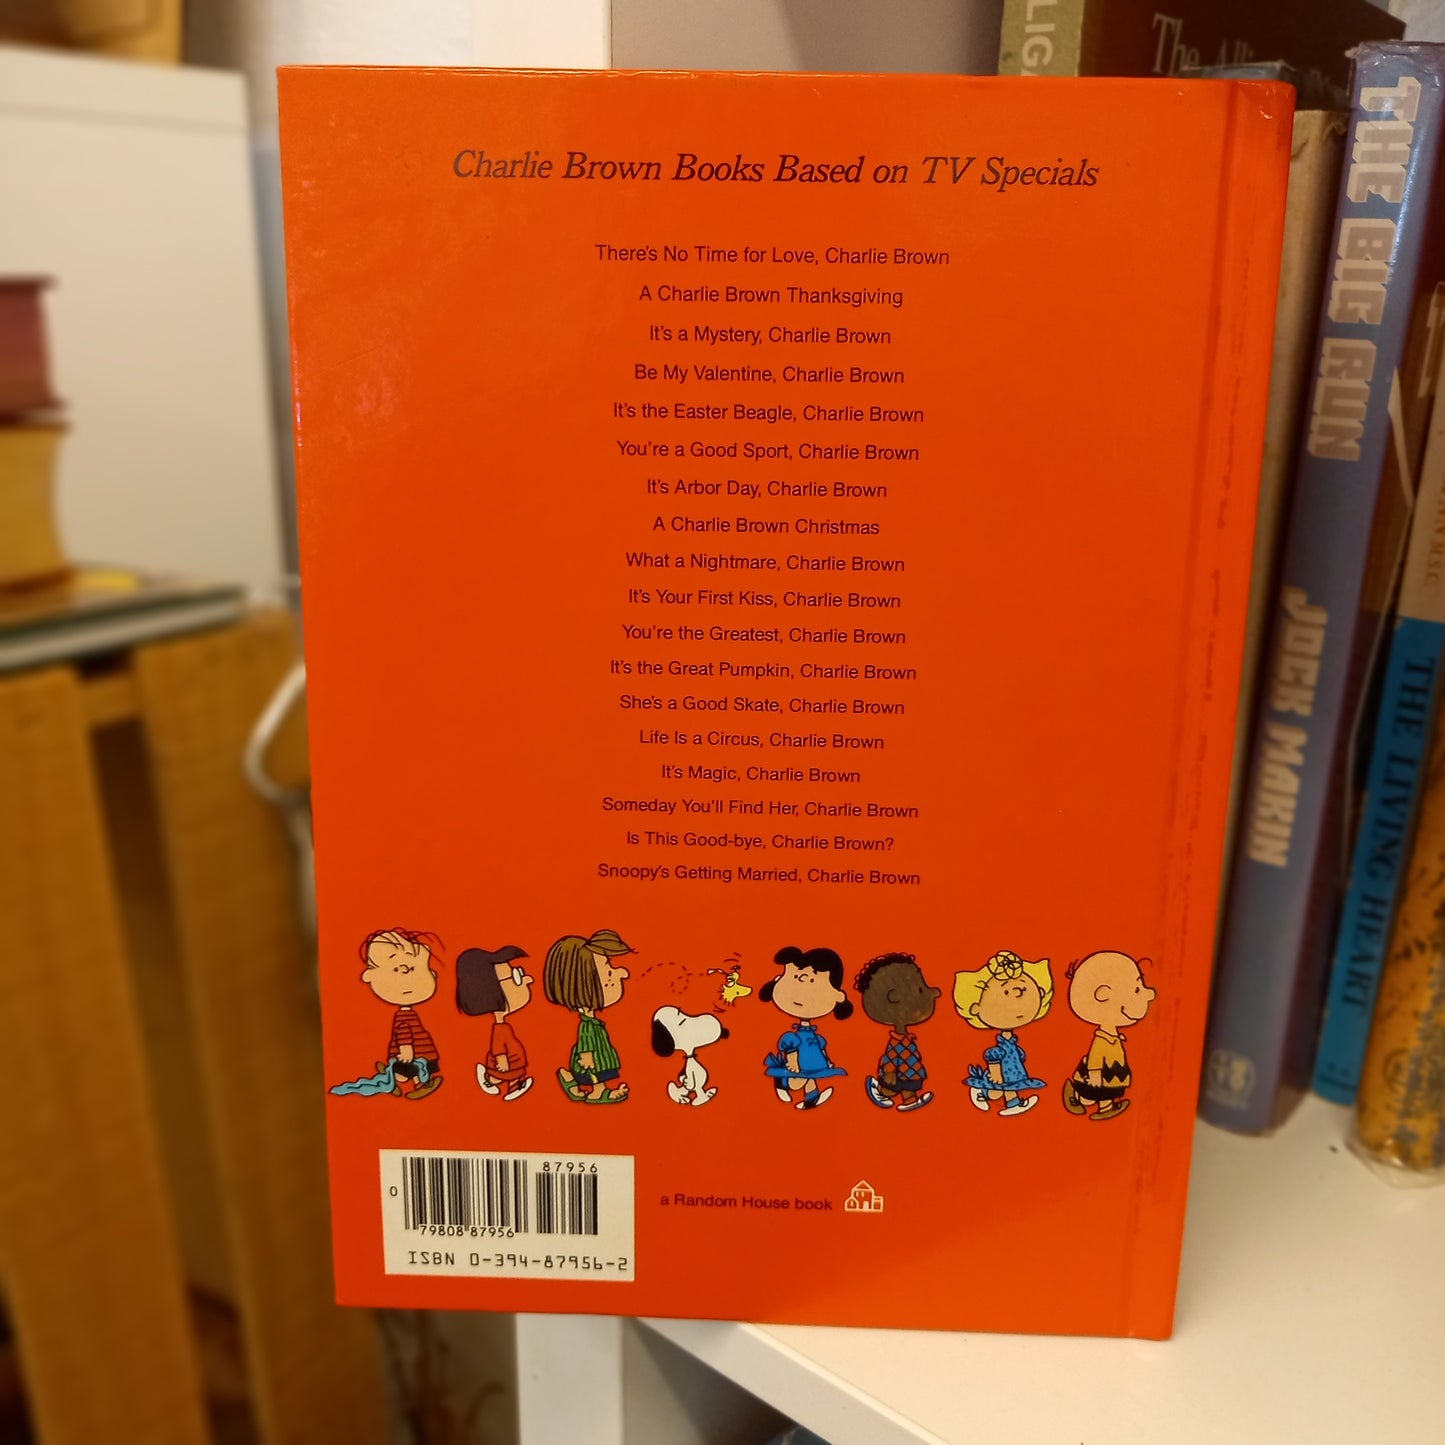 Charlie Brown Books Based on TV Specials
There's No Time for Love, Charlie Brown
A Charlie Brown Thanksgiving
It's a Mystery, Charlie Brown
Be My Valentine, Charlie Brown
It's the Easter Beagle, Charlie Brown
You're a Good Sport, Charlie Brown
It's Arbor Day, Charlie Brown
A Charlie Brown Christmas
What a Nightmare, Charlie Brown
It's Your First Kiss, Charlie Brown
You're the Greatest, Charlie Brown
It's the Great Pumpkin, Charlie Brown
She's a Good Skate, Charlie Brown
Life Is a Circus, Charlie Brown
It's Magic, Charlie Brown
Someday You'll Find Her, Charlie Brown
Is This Good-bye, Charlie Brown?
Snoopy's Getting Married, Charlie Brown
87956
0
79808 87956
ISBN 0-394-87956-2
a Random House book
The
THE BIG RUN
JOCK MAKIN
THE LIVING HEART